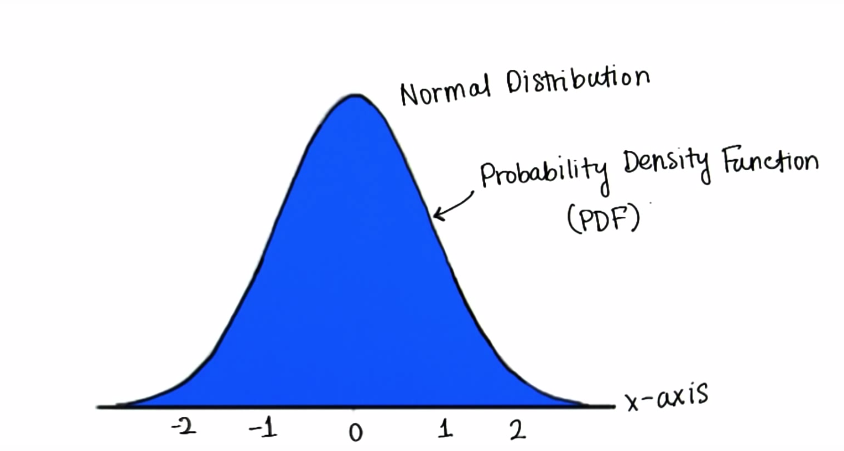 Normal Distribution
Probability Density Function
(PDF)
x-axis
-2 -1 0 1 2